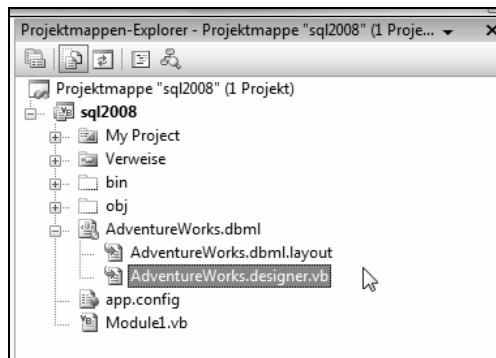 Projektmappen-Explorer - Projektmappe "sql2008" (1 Proje...
Projektmappe "sql2008" (1 Projekt)
sql2008
My Project
Verweise
bin
obj
AdventureWorks.dbml
AdventureWorks.dbml.layout
AdventureWorks.designer.vb
app.config
Module1.vb